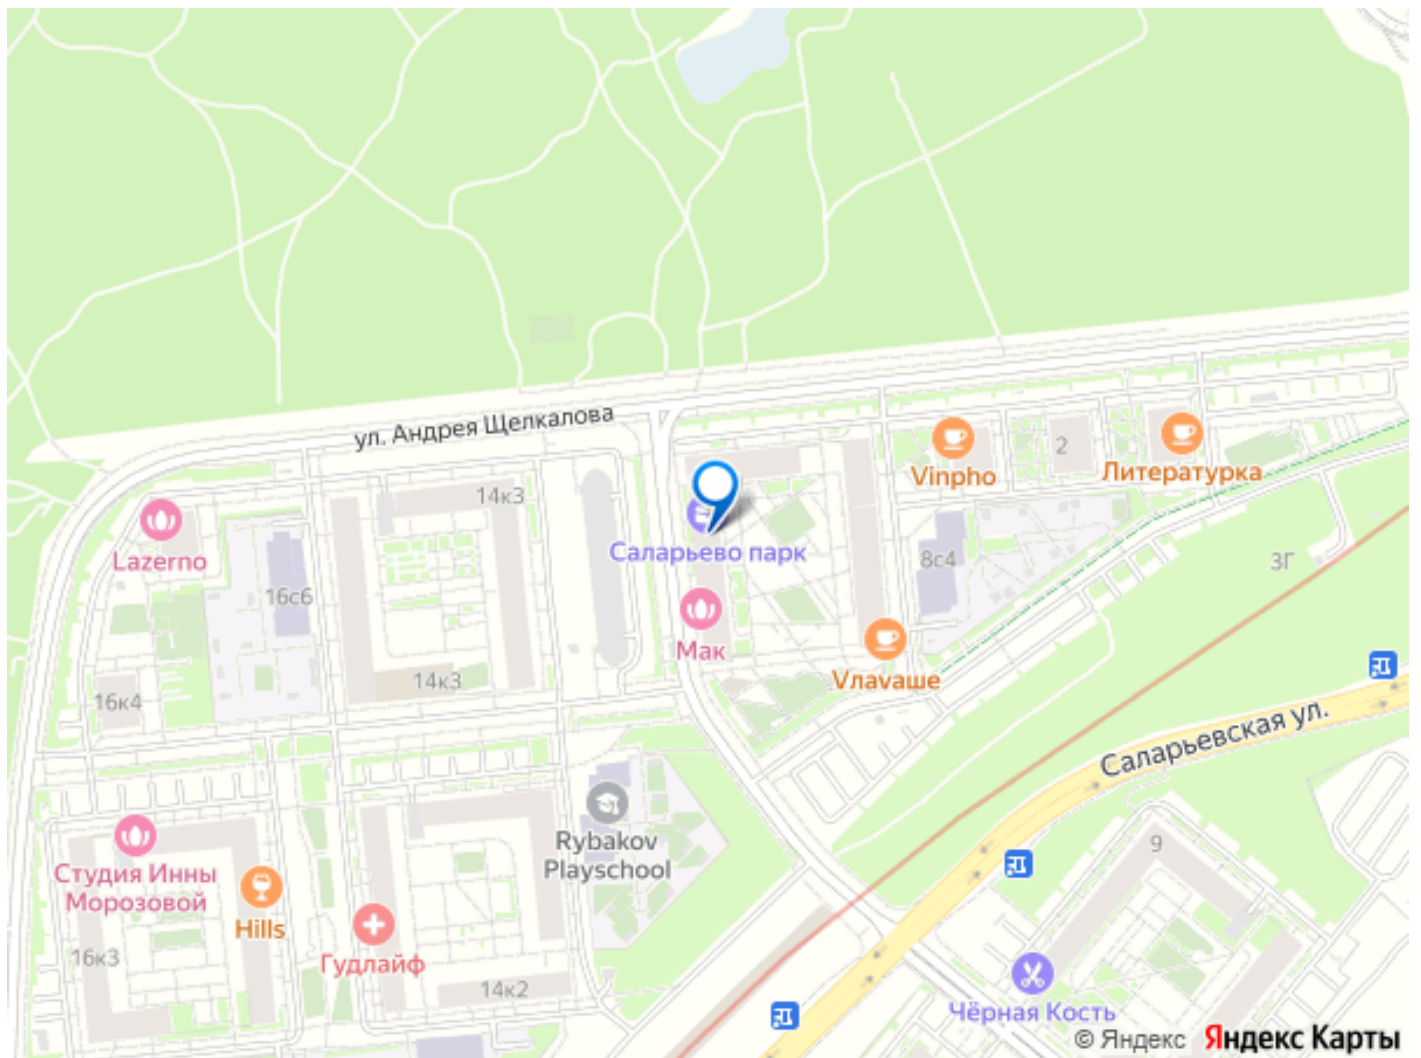 ул. Андрея Щелкалова
14к3
Vinpho
2
Литературка
Lazerno
16с6
Саларьево парк
8с4
3Г
Мак
Vлаvаше
14к3
16к4
Саларьевская ул.
Rybakov
Playschool
9
Студия Инны
Морозовой
Hills
Гудлайф
16к3
14к2
Чёрная Кость
© Яндекс Яндекс Карты